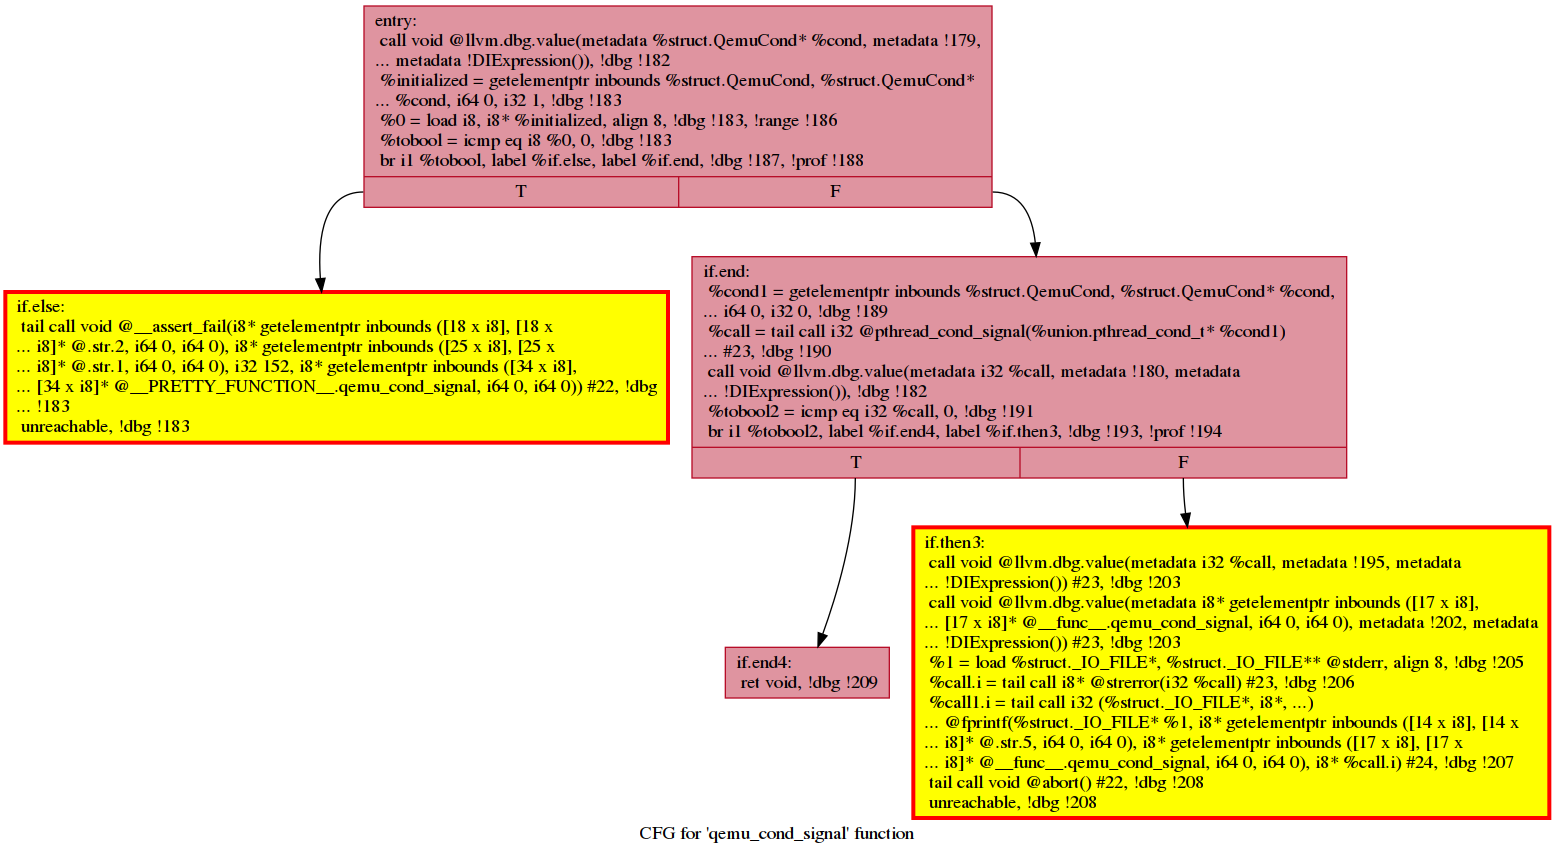 entry:
call void @llvm.dbg.value(metadata %struct.QemuCond* %cond, metadata !179,
... metadata !DIExpression()), !dbg !182
%initialized = getelementptr inbounds %struct.QemuCond, %struct.QemuCond*
... %cond, i64 0, i32 1, !dbg !183
%0 = load i8, i8* %initialized, align 8, !dbg !183, !range !186
%tobool = icmp eq i8 %0, 0, !dbg !183
br i1 %tobool, label %if.else, label %if.end, !dbg !187, !prof !188
T F
if.else:
tail call void @__assert_fail(i8* getelementptr inbounds ([18 x i8], [18 x
... i8]* @.str.2, i64 0, i64 0), i8* getelementptr inbounds ([25 x i8], [25 x
... i8]* @.str.1, i64 0, i64 0), i32 152, i8* getelementptr inbounds ([34 x i8],
... [34 x i8]* @__PRETTY_FUNCTION__.qemu_cond_signal, i64 0, i64 0)) #22, !dbg
... !183
unreachable, !dbg !183
if.end:
%cond1 = getelementptr inbounds %struct.QemuCond, %struct.QemuCond* %cond,
... i64 0, i32 0, !dbg !189
%call = tail call i32 @pthread_cond_signal(%union.pthread_cond_t* %cond1)
... #23, !dbg !190
call void @llvm.dbg.value(metadata i32 %call, metadata !180, metadata
... !DIExpression()), !dbg !182
%tobool2 = icmp eq i32 %call, 0, !dbg !191
br i1 %tobool2, label %if.end4, label %if.then3, !dbg !193, !prof !194
T F
if.end4:
ret void, !dbg !209
if.then3:
call void @llvm.dbg.value(metadata i32 %call, metadata !195, metadata
... !DIExpression()) #23, !dbg !203
call void @llvm.dbg.value(metadata i8* getelementptr inbounds ([17 x i8],
... [17 x i8]* @__func__.qemu_cond_signal, i64 0, i64 0), metadata !202, metadata
... !DIExpression()) #23, !dbg !203
%1 = load %struct._IO_FILE*, %struct._IO_FILE** @stderr, align 8, !dbg !205
%call.i = tail call i8* @strerror(i32 %call) #23, !dbg !206
%call1.i = tail call i32 (%struct._IO_FILE*, i8*, ...)
... @fprintf(%struct._IO_FILE* %1, i8* getelementptr inbounds ([14 x i8], [14 x
... i8]* @.str.5, i64 0, i64 0), i8* getelementptr inbounds ([17 x i8], [17 x
... i8]* @__func__.qemu_cond_signal, i64 0, i64 0), i8* %call.i) #24, !dbg !207
tail call void @abort() #22, !dbg !208
unreachable, !dbg !208
CFG for 'qemu_cond_signal' function